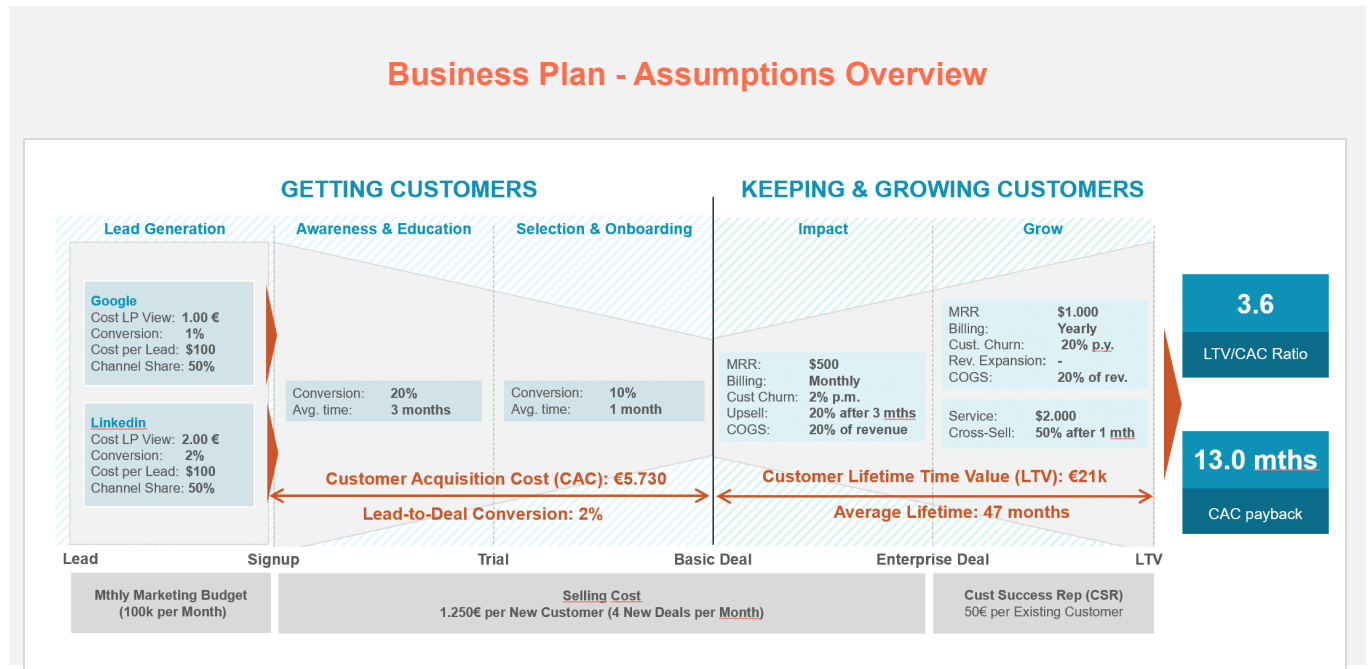 Business Plan - Assumptions Overview
GETTING CUSTOMERS
KEEPING & GROWING CUSTOMERS
Lead Generation
Awareness & Education
Selection & Onboarding
Impact
Grow
Google
Cost LP View: 1.00 €
Conversion: 1%
Cost per Lead: $100
Channel Share: 50%
Linkedin
Cost LP View: 2.00 €
Conversion: 2%
Cost per Lead: $100
Channel Share: 50%
Conversion: 20%
Avg. time: 3 months
Conversion: 10%
Avg. time: 1 month
MRR: $500
Billing: Monthly
Cust Churn: 2% p.m.
Upsell: 20% after 3 mths
COGS: 20% of revenue
MRR $1.000
Billing: Yearly
Cust. Churn: 20% p.y.
Rev. Expansion: -
COGS: 20% of rev.
Service: $2.000
Cross-Sell: 50% after 1 mth
Customer Acquisition Cost (CAC): €5.730
Lead-to-Deal Conversion: 2%
Customer Lifetime Time Value (LTV): €21k
Average Lifetime: 47 months
3.6
LTV/CAC Ratio
13.0 mths
CAC payback
Lead
Signup
Trial
Basic Deal
Enterprise Deal
LTV
Mthly Marketing Budget
(100k per Month)
Selling Cost
1.250€ per New Customer (4 New Deals per Month)
Cust Success Rep (CSR)
50€ per Existing Customer